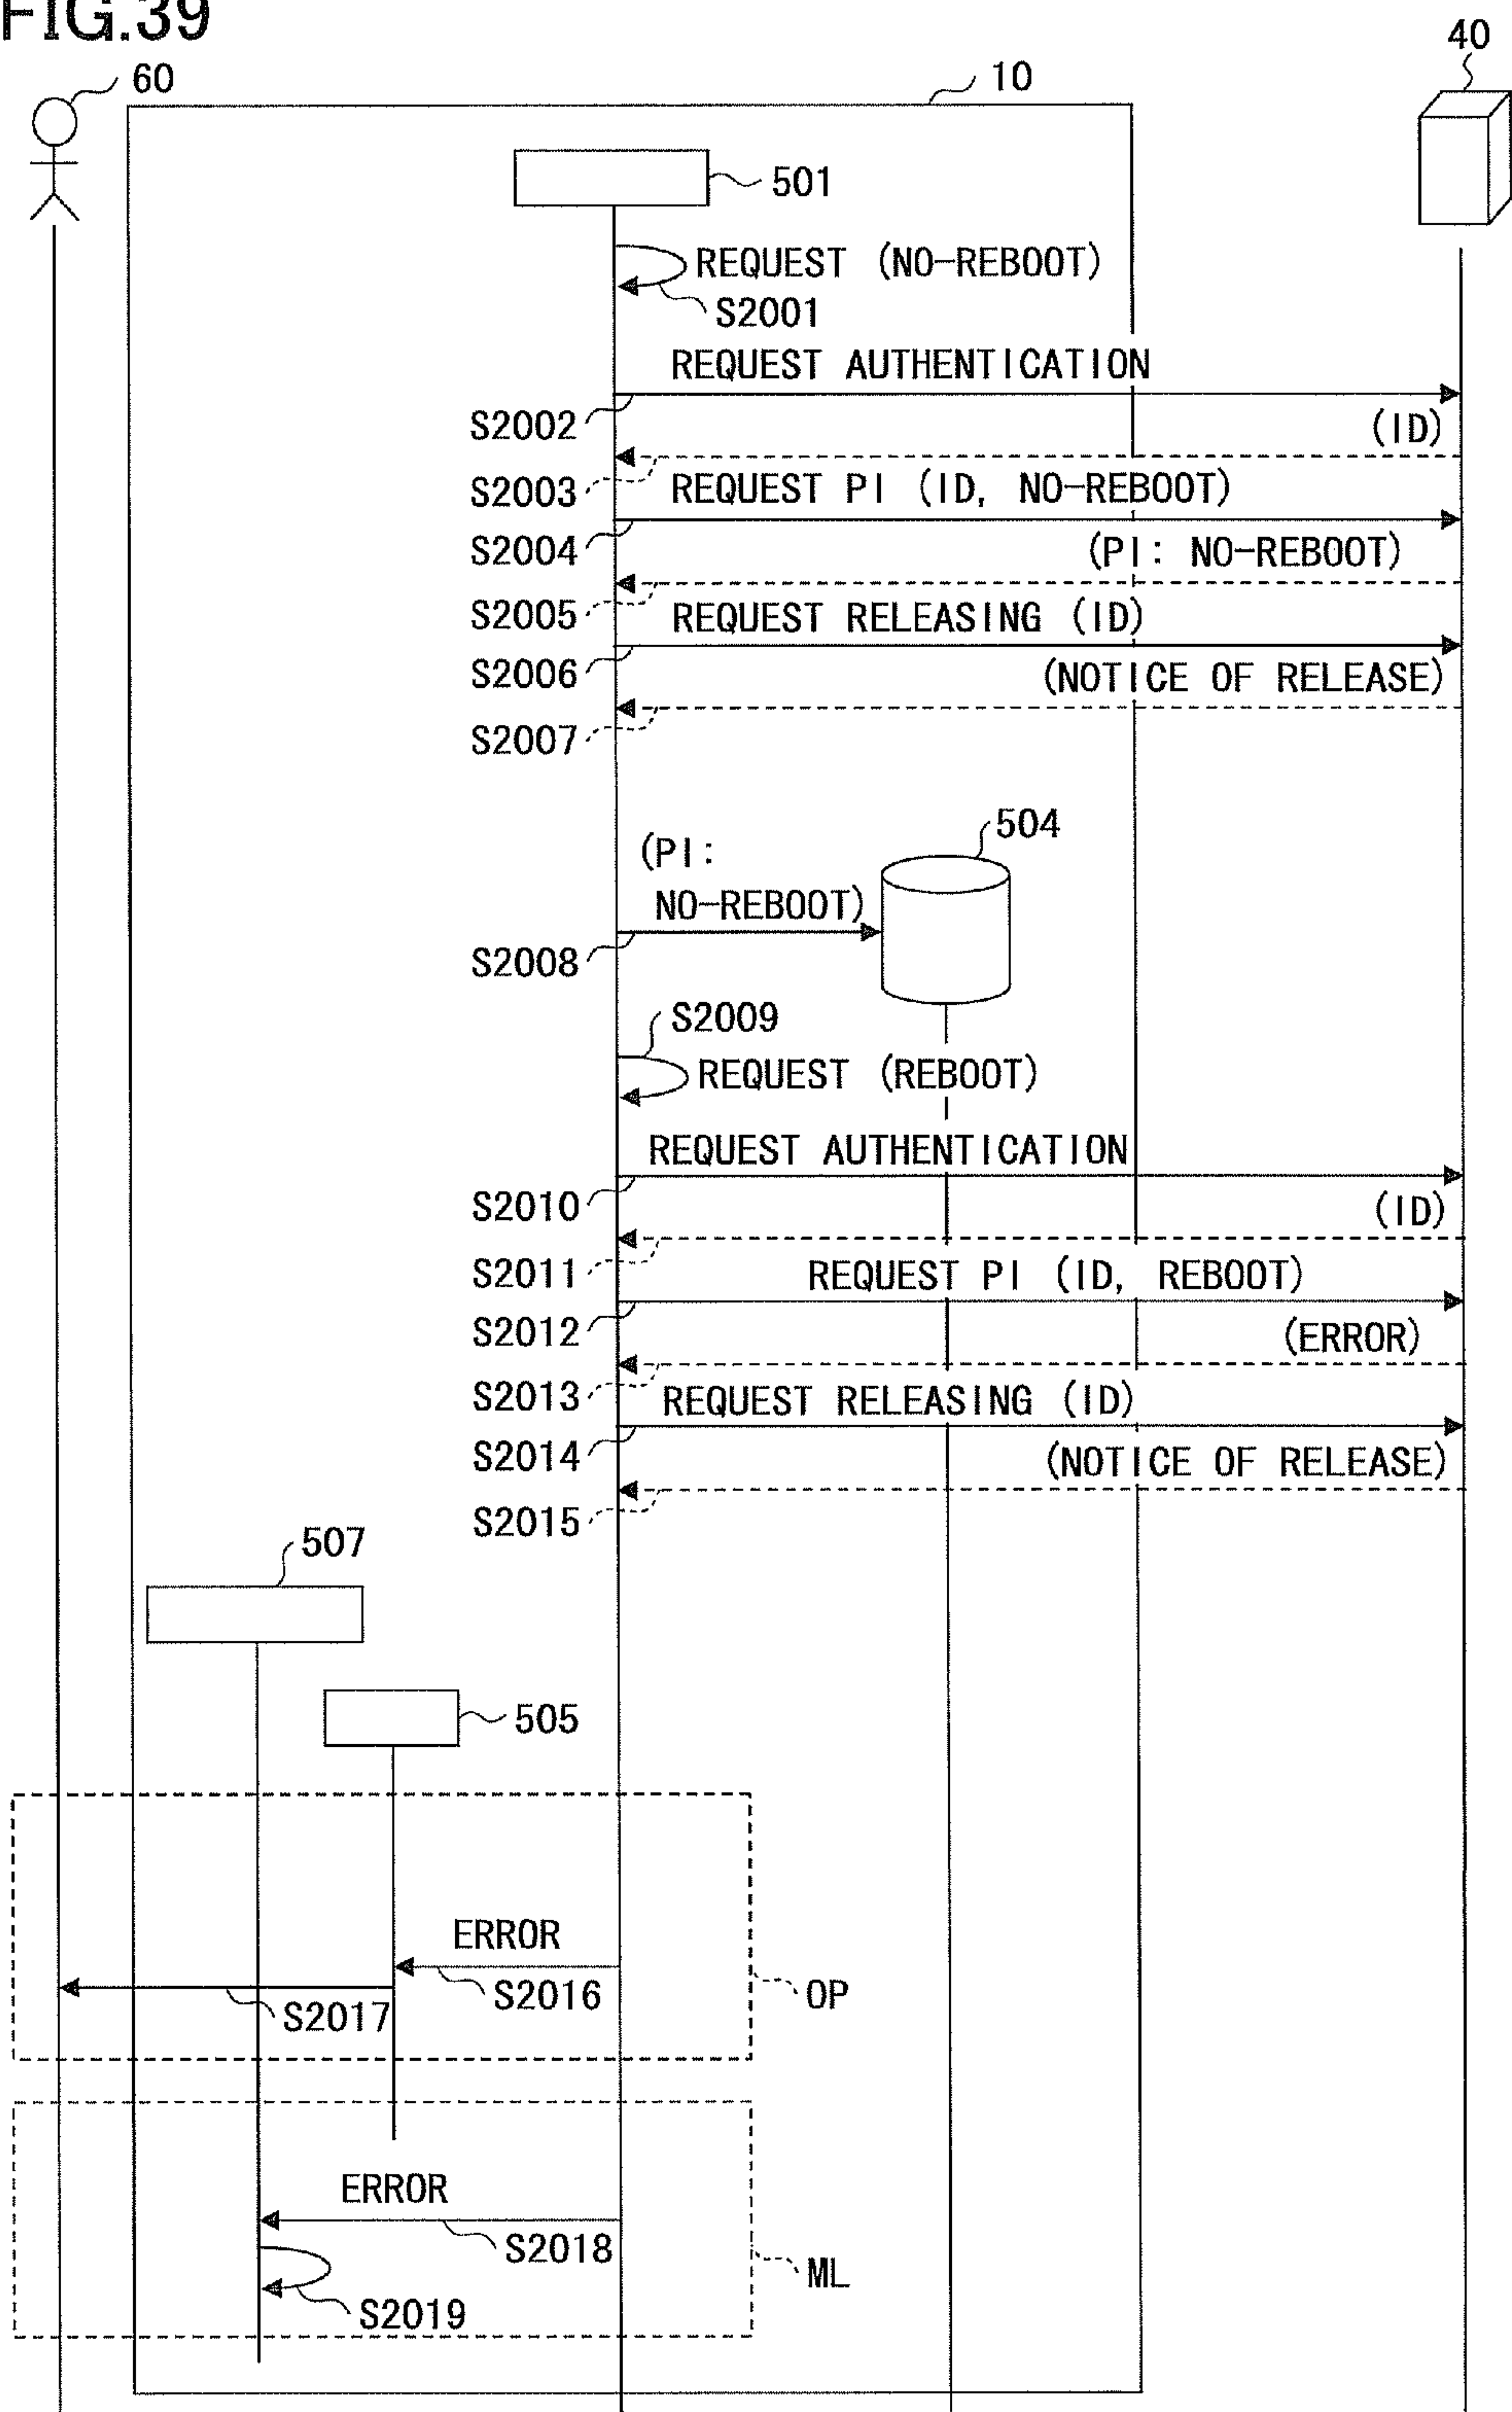 FIG.39
40
60
10
501
REQUEST (NO-REBOOT)
S2001
REQUEST AUTHENTICATION
S2002
(ID)
S2003
REQUEST PI (ID, NO-REBOOT)
S2004
(PI: NO-REBOOT)
S2005
REQUEST RELEASING (ID)
S2006
(NOTICE OF RELEASE)
S2007
504
(PI:
NO-REBOOT)
S2008
S2009
REQUEST (REBOOT)
REQUEST AUTHENTICATION
S2010
(ID)
S2011
REQUEST PI (ID, REBOOT)
S2012
(ERROR)
S2013
REQUEST RELEASING (ID)
S2014
(NOTICE OF RELEASE)
S2015
507
505
ERROR
S2016
OP
S2017
ERROR
S2018
ML
S2019